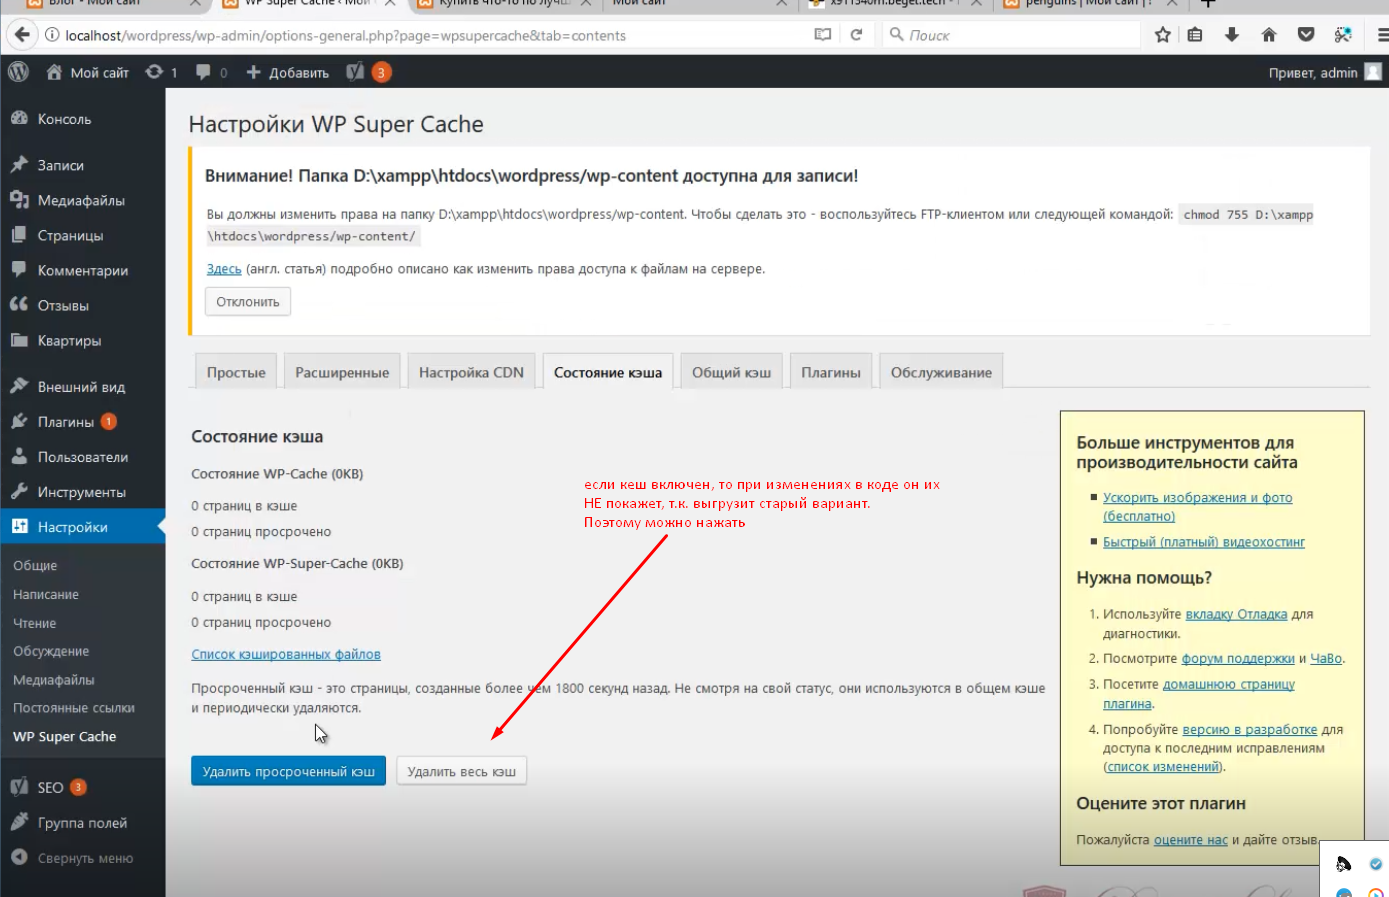 Блог - Мой сайт
WP Super Cache ‹ Мой
Купить что-то по лучш
Мой сайт
x911340m.beget.tech -
penguins | Мой сайт |
localhost/wordpress/wp-admin/options-general.php?page=wpsupercache&tab=contents
Поиск
Мой сайт
1
0
Добавить
3
Привет, admin
Консоль
Записи
Медиафайлы
Страницы
Комментарии
Отзывы
Квартиры
Внешний вид
Плагины 1
Пользователи
Инструменты
Настройки
Общие
Написание
Чтение
Обсуждение
Медиафайлы
Постоянные ссылки
WP Super Cache
SEO 3
Группа полей
Свернуть меню
Настройки WP Super Cache
Внимание! Папка D:\xampp\htdocs\wordpress/wp-content доступна для записи!
Вы должны изменить права на папку D:\xampp\htdocs\wordpress/wp-content. Чтобы сделать это - воспользуйтесь FTP-клиентом или следующей командой: chmod 755 D:\xampp
\htdocs\wordpress/wp-content/
Здесь (англ. статья) подробно описано как изменить права доступа к файлам на сервере.
Отклонить
Простые
Расширенные
Настройка CDN
Состояние кэша
Общий кэш
Плагины
Обслуживание
Состояние кэша
Состояние WP-Cache (0KB)
0 страниц в кэше
0 страниц просрочено
Состояние WP-Super-Cache (0KB)
0 страниц в кэше
0 страниц просрочено
Список кэшированных файлов
Просроченный кэш - это страницы, созданные более чем 1800 секунд назад. Не смотря на свой статус, они используются в общем кэше
и периодически удаляются.
Удалить просроченный кэш
Удалить весь кэш
если кеш включен, то при изменениях в коде он их
НЕ покажет, т.к. выгрузит старый вариант.
Поэтому можно нажать
Больше инструментов для
производительности сайта
Ускорить изображения и фото
(бесплатно)
Быстрый (платный) видеохостинг
Нужна помощь?
1. Используйте вкладку Отладка для
диагностики.
2. Посмотрите форум поддержки и ЧаВо.
3. Посетите домашнюю страницу
плагина.
4. Попробуйте версию в разработке для
доступа к последним исправлениям
(список изменений).
Оцените этот плагин
Пожалуйста оцените нас и дайте отзыв